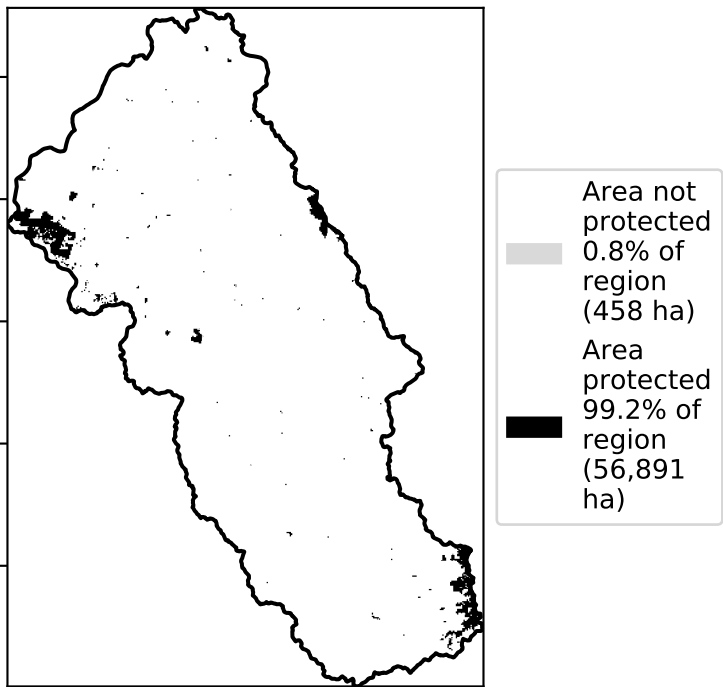 Area not
protected
0.8% of
region
(458 ha)
Area
protected
99.2% of
region
(56,891
ha)